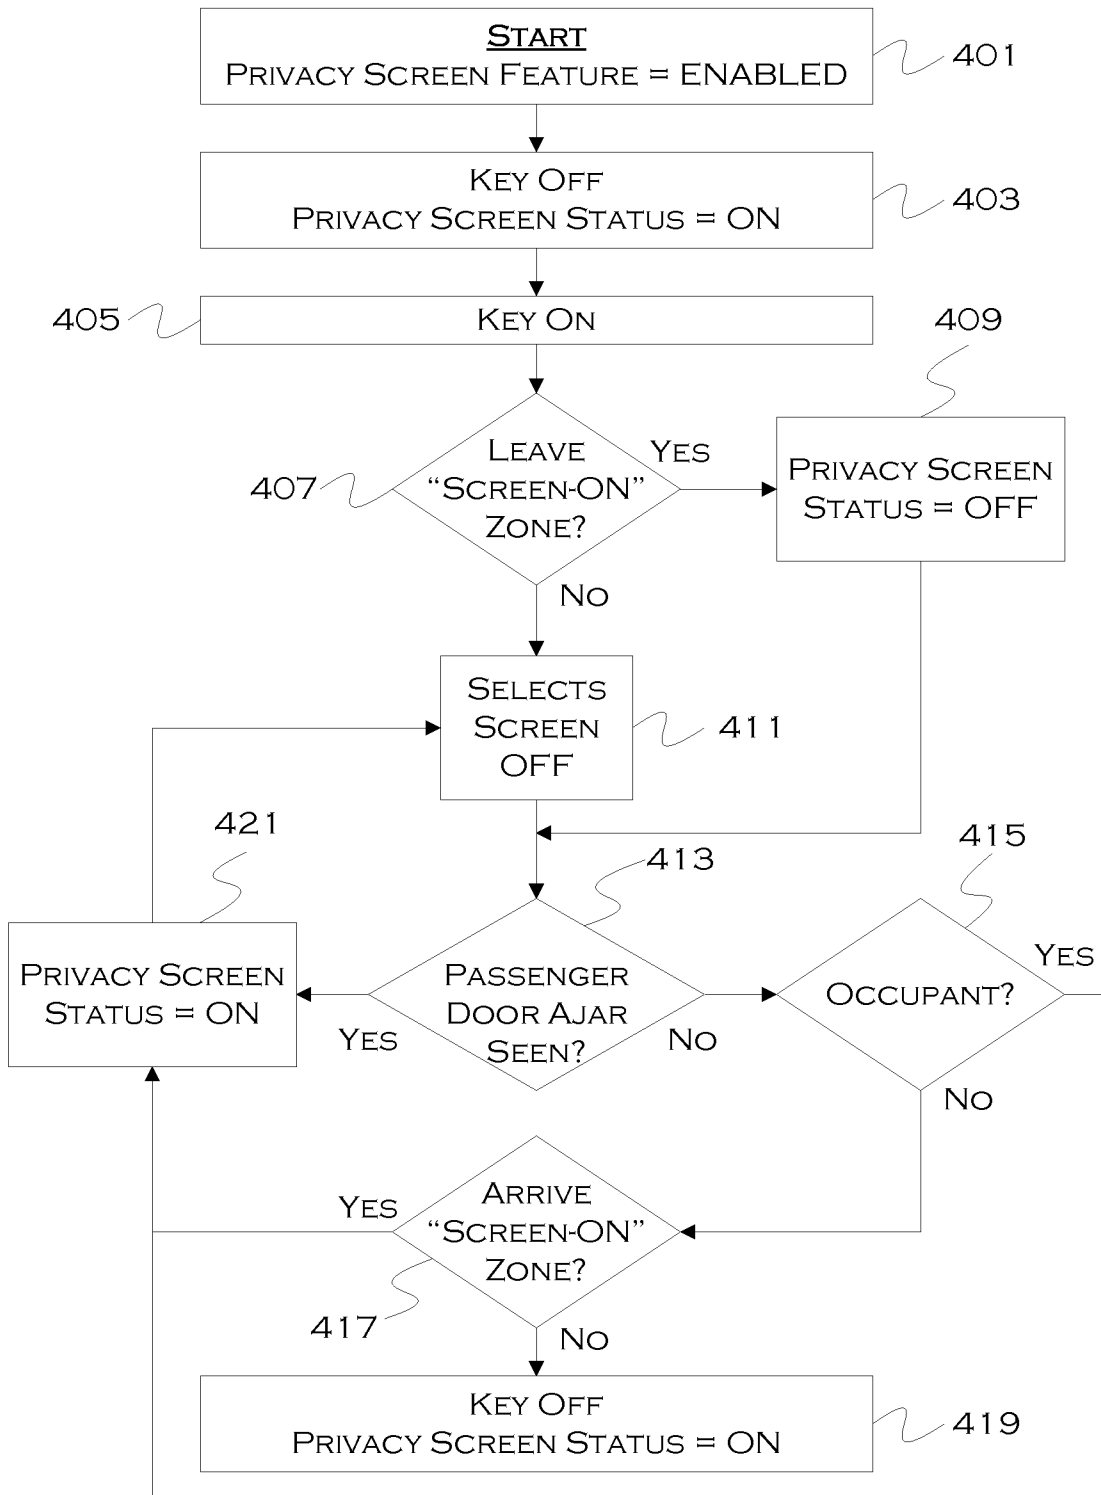 START
PRIVACY SCREEN FEATURE = ENABLED
401
KEY OFF
PRIVACY SCREEN STATUS = ON
403
405
KEY ON
409
LEAVE
“SCREEN-ON”
ZONE?
YES
407
PRIVACY SCREEN
STATUS = OFF
NO
SELECTS
SCREEN
OFF
411
421
413
415
PRIVACY SCREEN
STATUS = ON
PASSENGER
DOOR AJAR
SEEN?
YES
NO
OCCUPANT?
YES
NO
ARRIVE
“SCREEN-ON”
ZONE?
YES
417
NO
KEY OFF
PRIVACY SCREEN STATUS = ON
419